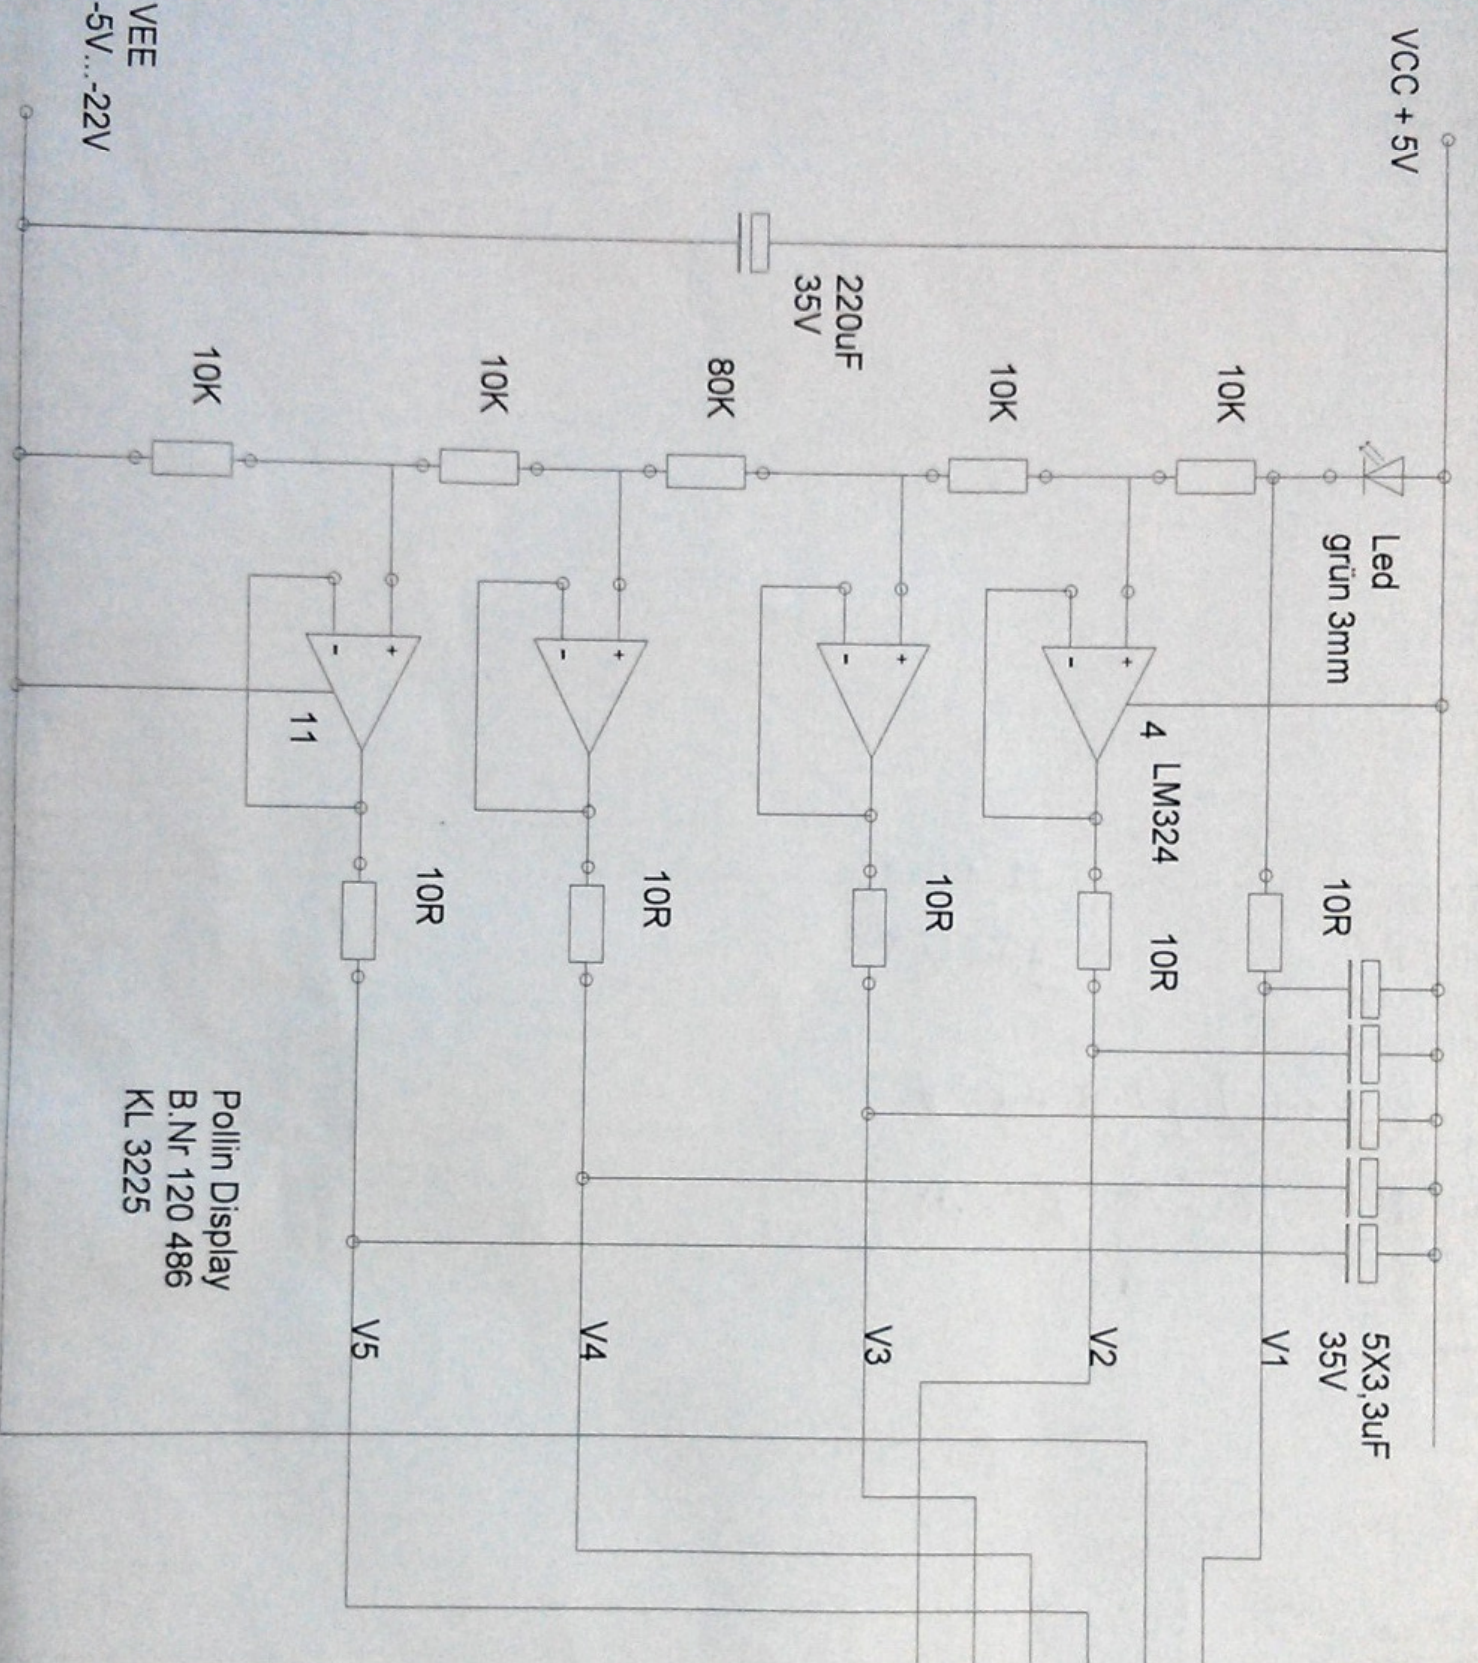 VCC + 5V
VEE
-5V...-22V
220uF
35V
10K
10K
80K
10K
10K
Led
grün 3mm
+
-
+
-
+
-
+
-
11
4
LM324
10R
10R
10R
10R
10R
5X3,3uF
35V
V5
V4
V3
V2
V1
Pollin Display
B.Nr 120 486
KL 3225